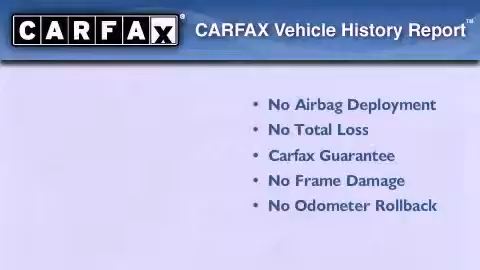 CARFAX® CARFAX Vehicle History Report™
• No Airbag Deployment
• No Total Loss
• Carfax Guarantee
• No Frame Damage
• No Odometer Rollback